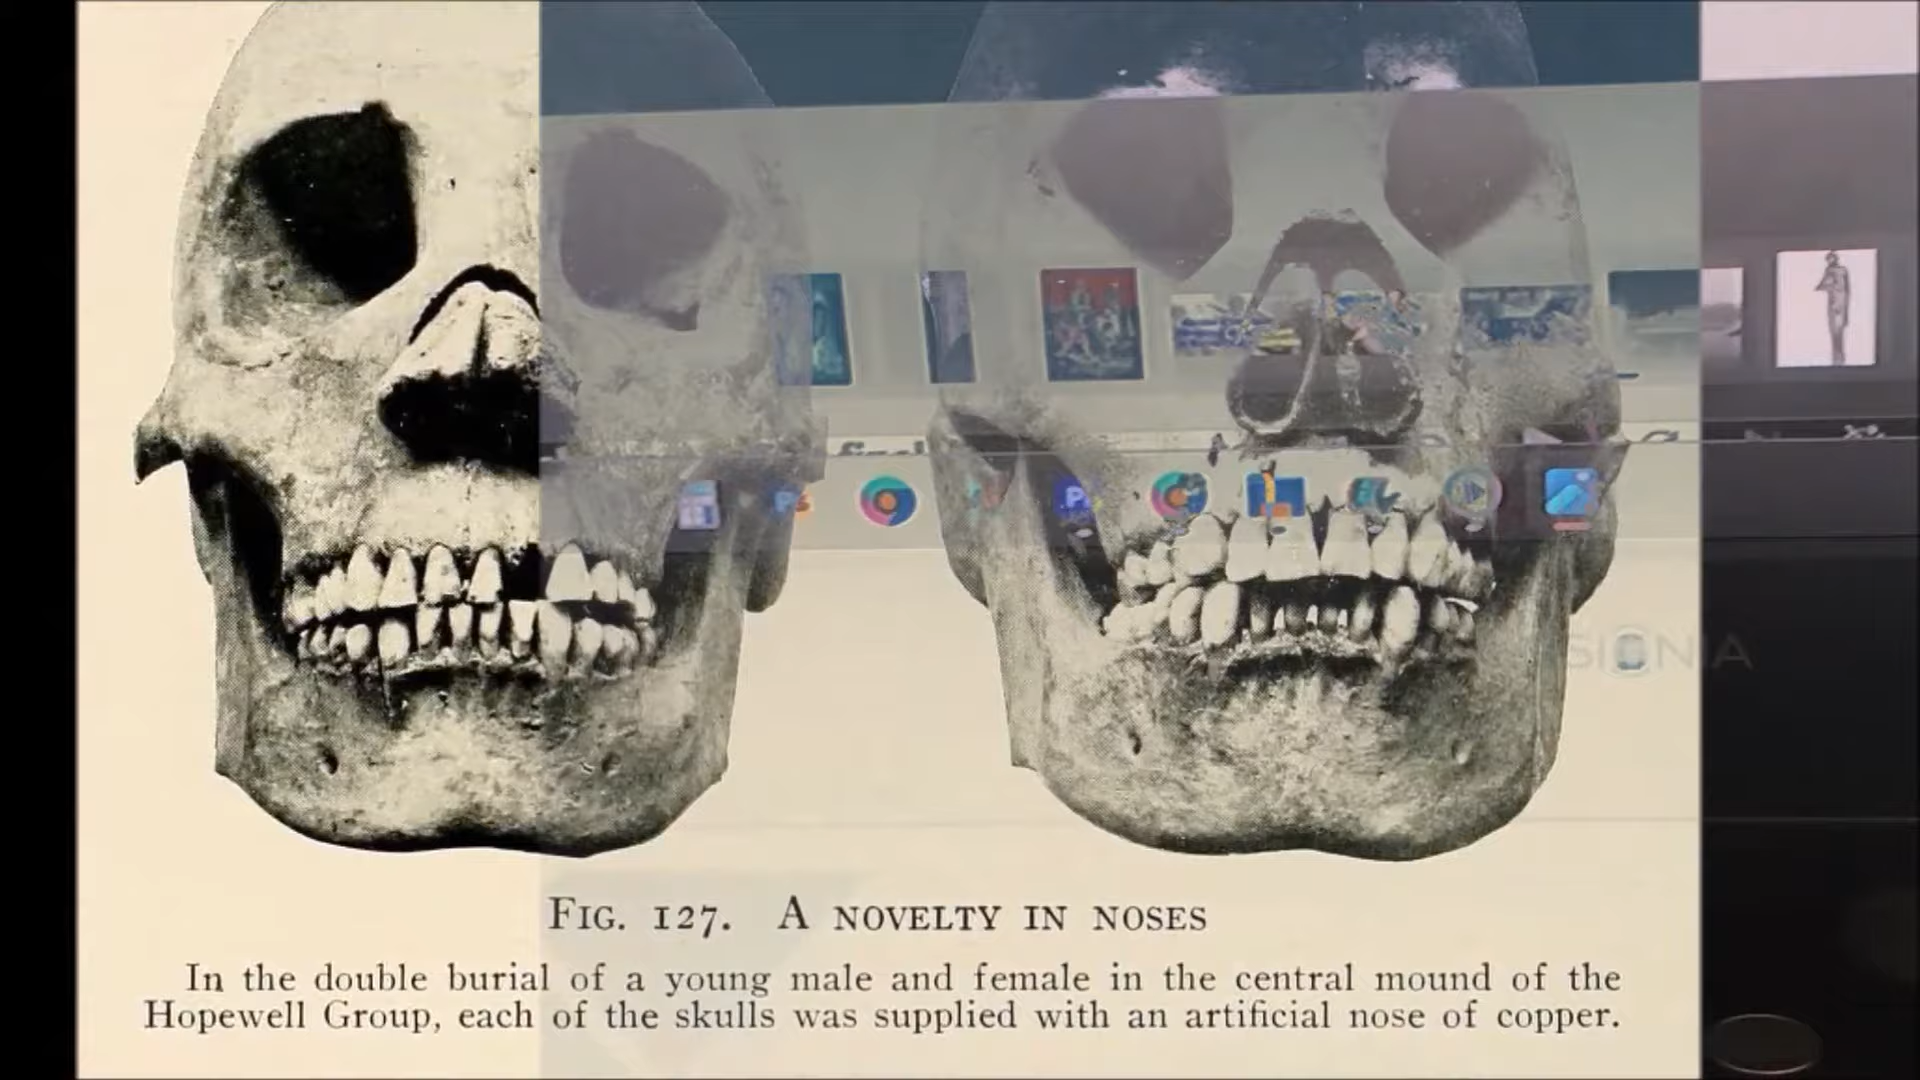 FIG. 127. A NOVELTY IN NOSES
In the double burial of a young male and female in the central mound of the
Hopewell Group, each of the skulls was supplied with an artificial nose of copper.